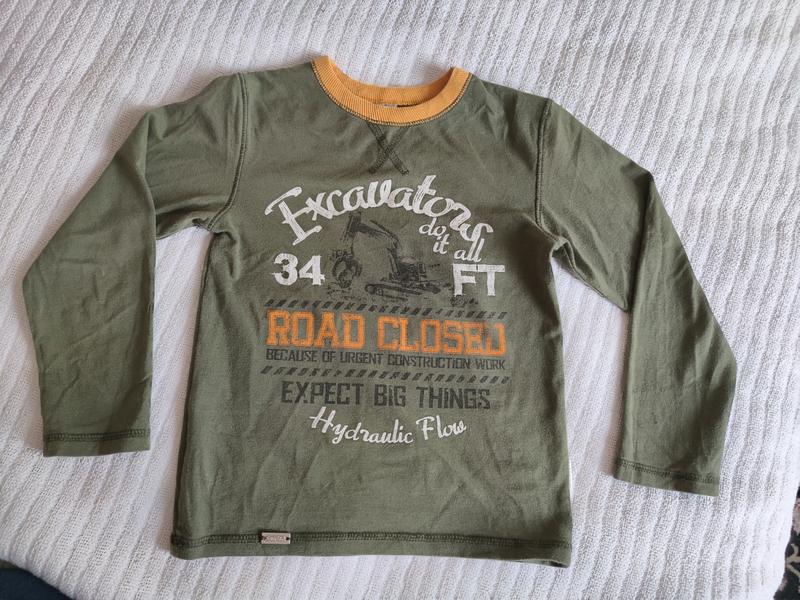 Excavators
do
it all
34 FT
ROAD CLOSED
BECAUSE OF URGENT CONSTRUCTION WORK
EXPECT BIG THINGS
Hydraulic Flow